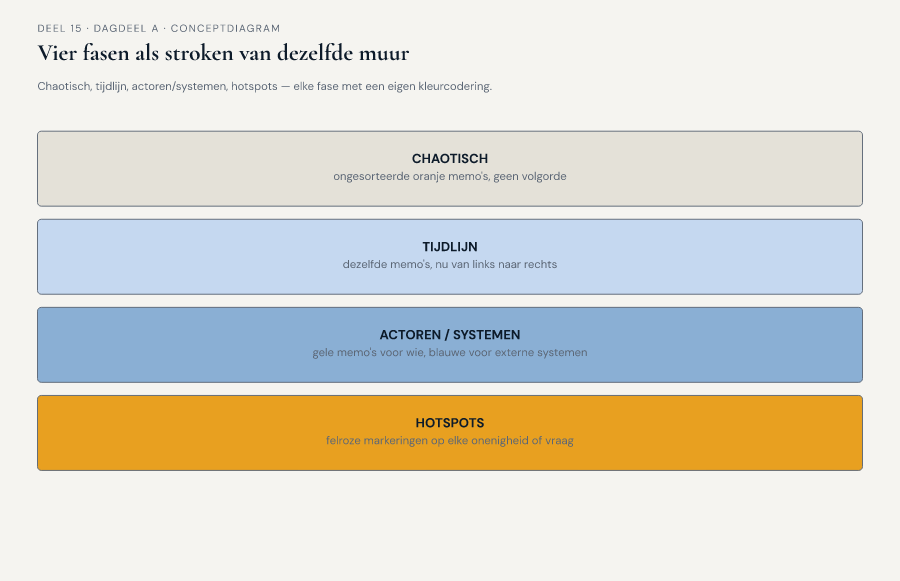 DEEL 15 · DAGDEEL A · CONCEPTDIAGRAM
Vier fasen als stroken van dezelfde muur
Chaotisch, tijdlijn, actoren/systemen, hotspots — elke fase met een eigen kleurcodering.
CHAOTISCH
ongesorteerde oranje memo's, geen volgorde
TIJDLIJN
dezelfde memo's, nu van links naar rechts
ACTOREN / SYSTEMEN
gele memo's voor wie, blauwe voor externe systemen
HOTSPOTS
felroze markeringen op elke onenigheid of vraag